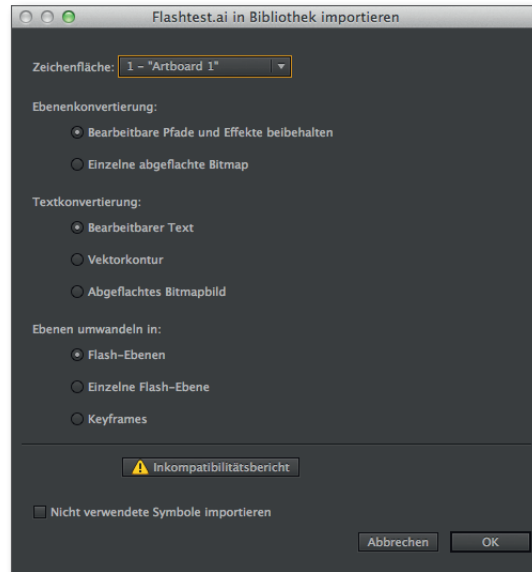 Flashtest.ai in Bibliothek importieren
Zeichenfläche: 1 – "Artboard 1"
Ebenenkonvertierung:
Bearbeitbare Pfade und Effekte beibehalten
Einzelne abgeflachte Bitmap
Textkonvertierung:
Bearbeitbarer Text
Vektorkontur
Abgeflachtes Bitmapbild
Ebenen umwandeln in:
Flash-Ebenen
Einzelne Flash-Ebene
Keyframes
Inkompatibilitätsbericht
Nicht verwendete Symbole importieren
Abbrechen OK